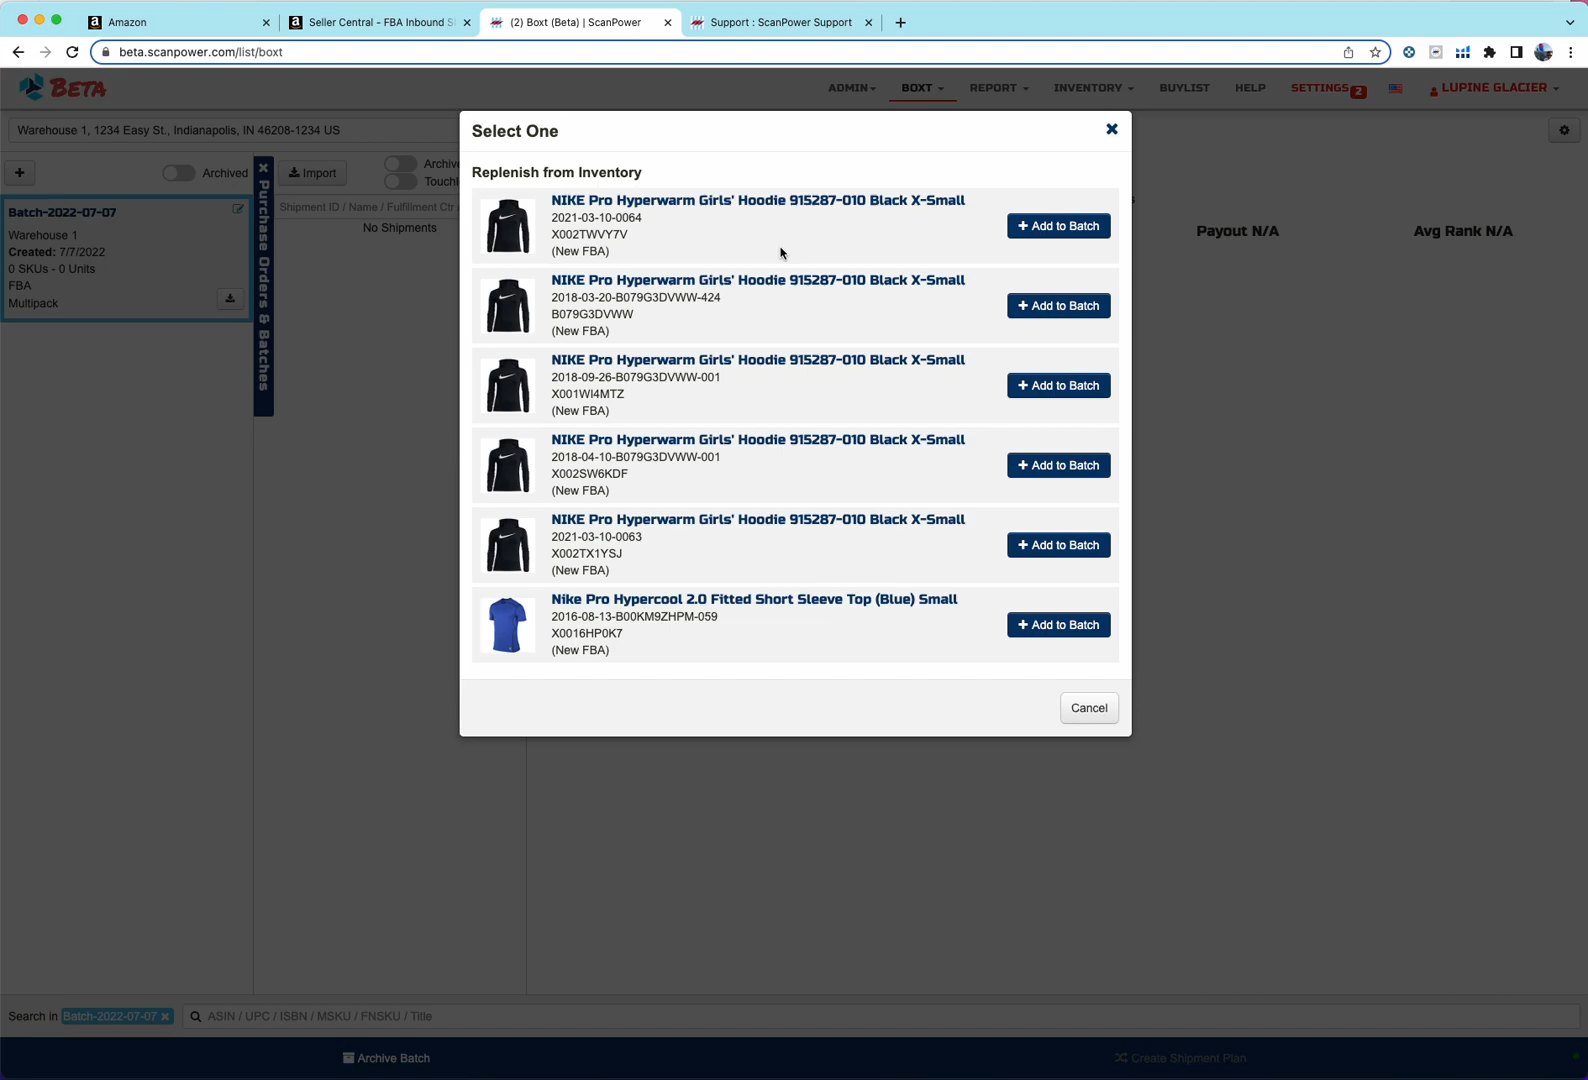 Amazon
Seller Central - FBA Inbound S
(2) Boxt (Beta) | ScanPower
Support : ScanPower Support
beta.scanpower.com/list/boxt
BETA
ADMIN
BOXT
REPORT
INVENTORY
BUYLIST
HELP
SETTINGS 2
LUPINE GLACIER
Warehouse 1, 1234 Easy St., Indianapolis, IN 46208-1234 US
Archived
Import
Archive
Touchl
Batch-2022-07-07
Warehouse 1
Created: 7/7/2022
0 SKUs - 0 Units
FBA
Multipack
Purchase Orders & Batches
Shipment ID / Name / Fulfillment Ctr
No Shipments
Payout N/A
Avg Rank N/A
Select One
Replenish from Inventory
NIKE Pro Hyperwarm Girls' Hoodie 915287-010 Black X-Small
2021-03-10-0064
X002TWVY7V
(New FBA)
+ Add to Batch
NIKE Pro Hyperwarm Girls' Hoodie 915287-010 Black X-Small
2018-03-20-B079G3DVWW-424
B079G3DVWW
(New FBA)
+ Add to Batch
NIKE Pro Hyperwarm Girls' Hoodie 915287-010 Black X-Small
2018-09-26-B079G3DVWW-001
X001WI4MTZ
(New FBA)
+ Add to Batch
NIKE Pro Hyperwarm Girls' Hoodie 915287-010 Black X-Small
2018-04-10-B079G3DVWW-001
X002SW6KDF
(New FBA)
+ Add to Batch
NIKE Pro Hyperwarm Girls' Hoodie 915287-010 Black X-Small
2021-03-10-0063
X002TX1YSJ
(New FBA)
+ Add to Batch
Nike Pro Hypercool 2.0 Fitted Short Sleeve Top (Blue) Small
2016-08-13-B00KM9ZHPM-059
X0016HP0K7
(New FBA)
+ Add to Batch
Cancel
Search in Batch-2022-07-07
ASIN / UPC / ISBN / MSKU / FNSKU / Title
Archive Batch
Create Shipment Plan